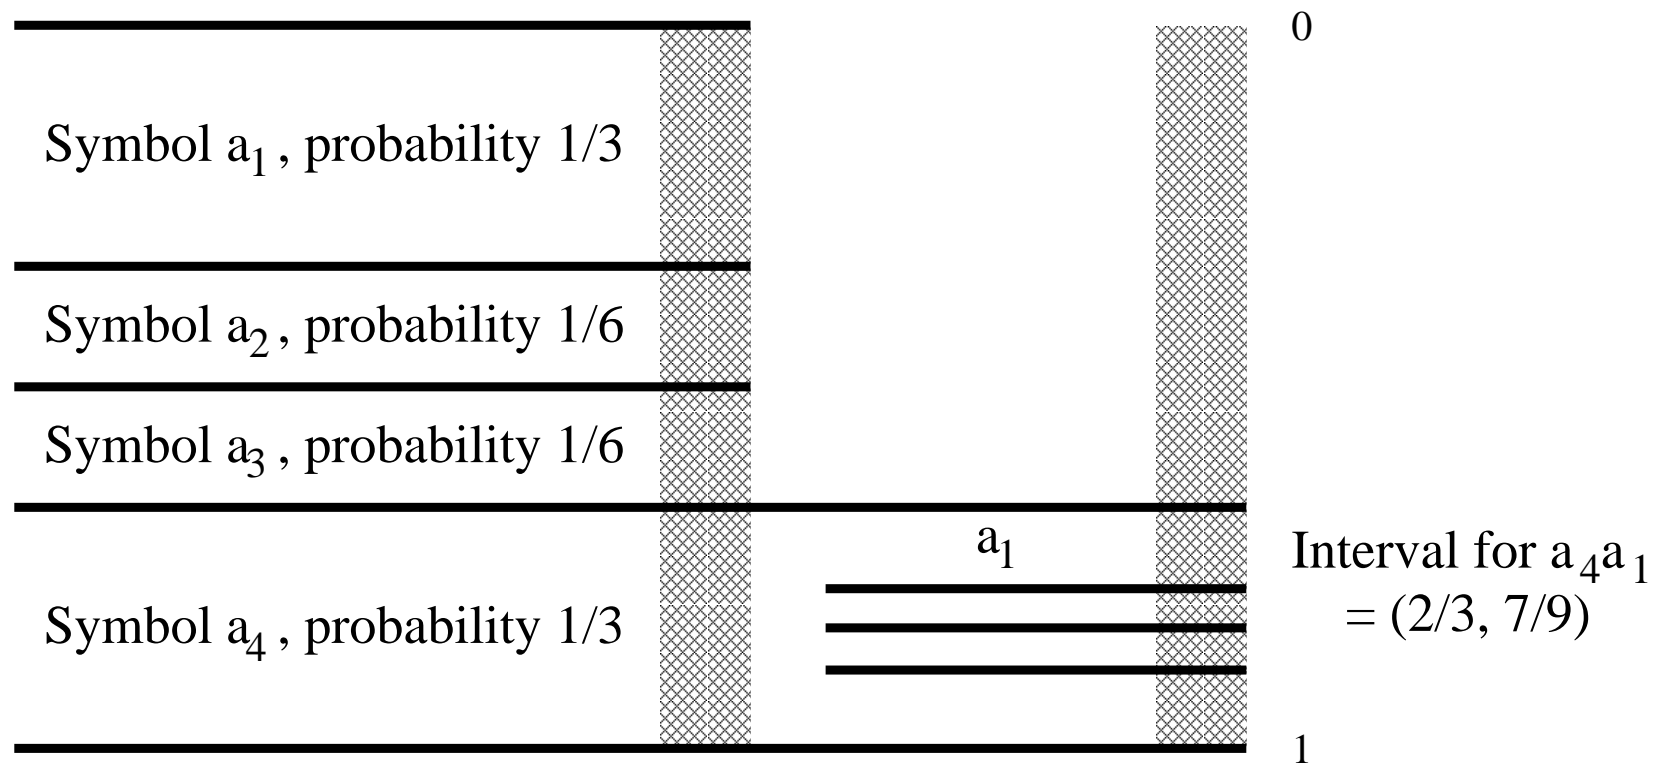 0
Symbol a₁, probability 1/3
Symbol a₂, probability 1/6
Symbol a₃, probability 1/6
a₁
Interval for a₄a₁
= (2/3, 7/9)
Symbol a₄, probability 1/3
1